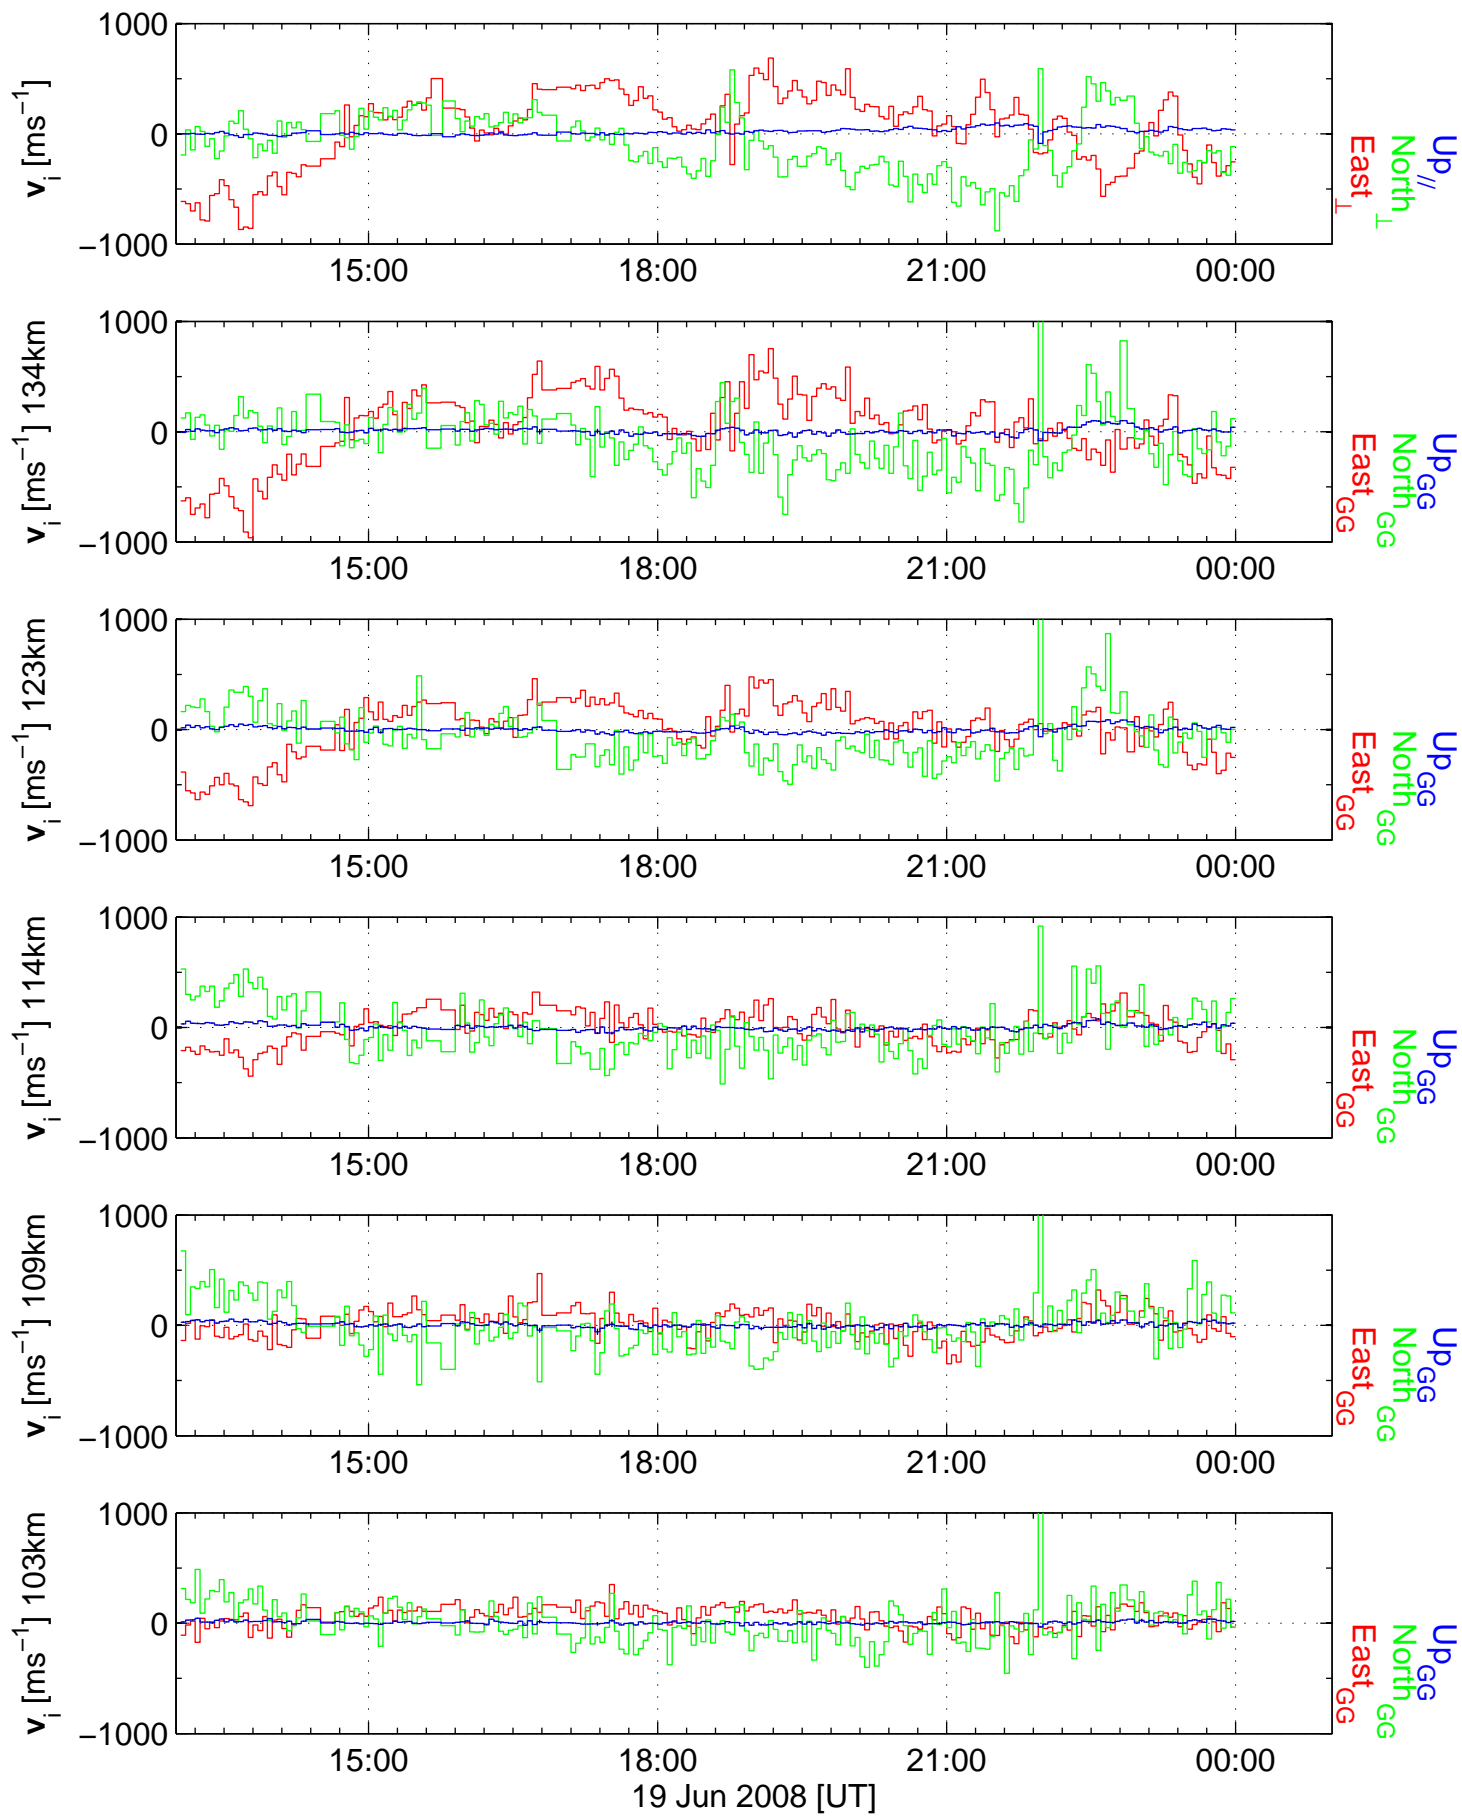 1000
0
−1000
v_i [ms^−1]
15:00 18:00 21:00 00:00
East_⊥
North_⊥
Up_//
1000
0
−1000
v_i [ms^−1] 134km
15:00 18:00 21:00 00:00
East_GG
North_GG
Up_GG
1000
0
−1000
v_i [ms^−1] 123km
15:00 18:00 21:00 00:00
East_GG
North_GG
Up_GG
1000
0
−1000
v_i [ms^−1] 114km
15:00 18:00 21:00 00:00
East_GG
North_GG
Up_GG
1000
0
−1000
v_i [ms^−1] 109km
15:00 18:00 21:00 00:00
East_GG
North_GG
Up_GG
1000
0
−1000
v_i [ms^−1] 103km
15:00 18:00 21:00 00:00
East_GG
North_GG
Up_GG
19 Jun 2008 [UT]